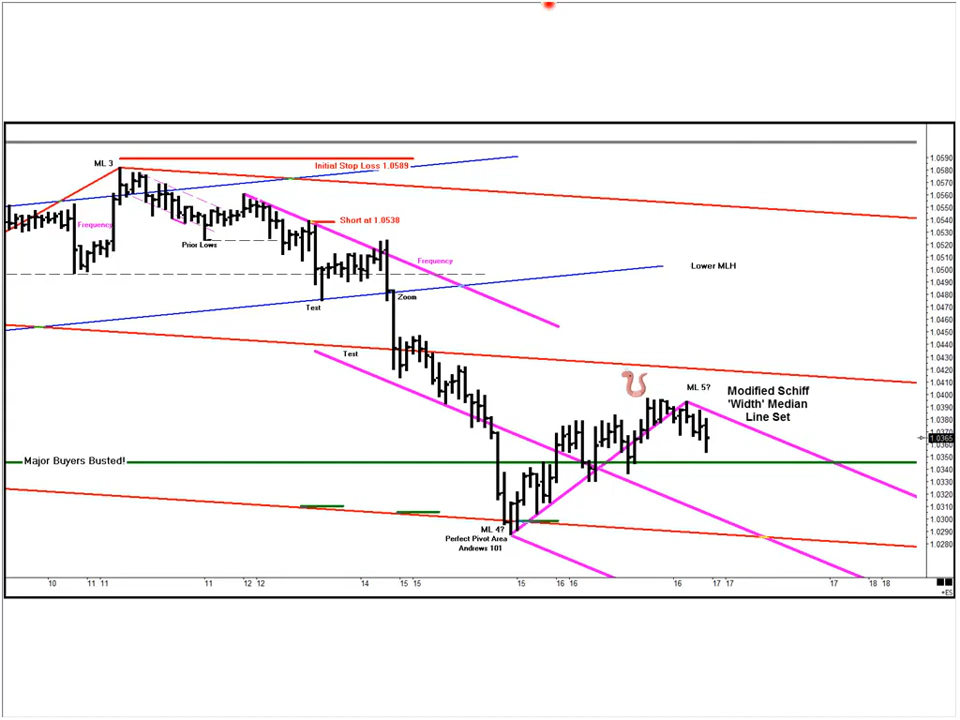 ML 3
Initial Stop Loss 1.0589
Short at 1.0538
Frequency
Prior Lows
Frequency
Lower MLH
Zoom
Test
Test
ML 5?
Modified Schiff
'Width' Median
Line Set
Major Buyers Busted!
ML 4?
Perfect Pivot Area
Andrews 101
1.0590
1.0580
1.0570
1.0560
1.0550
1.0540
1.0530
1.0520
1.0510
1.0500
1.0490
1.0480
1.0470
1.0460
1.0450
1.0440
1.0430
1.0420
1.0410
1.0400
1.0390
1.0380
1.0370
1.0365
1.0360
1.0350
1.0340
1.0330
1.0320
1.0310
1.0300
1.0290
1.0280
10 11 11 11 12 12 14 15 15 15 16 16 16 17 17 17 18 18